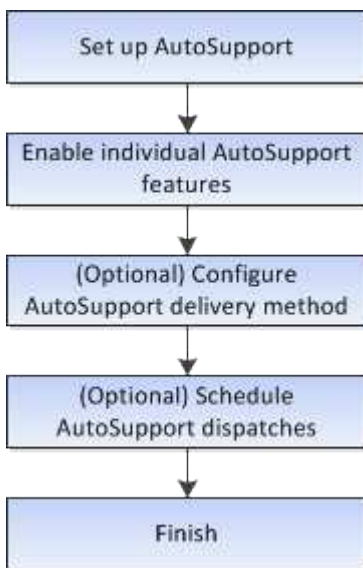 Set up AutoSupport
Enable individual AutoSupport
features
(Optional) Configure
AutoSupport delivery method
(Optional) Schedule
AutoSupport dispatches
Finish